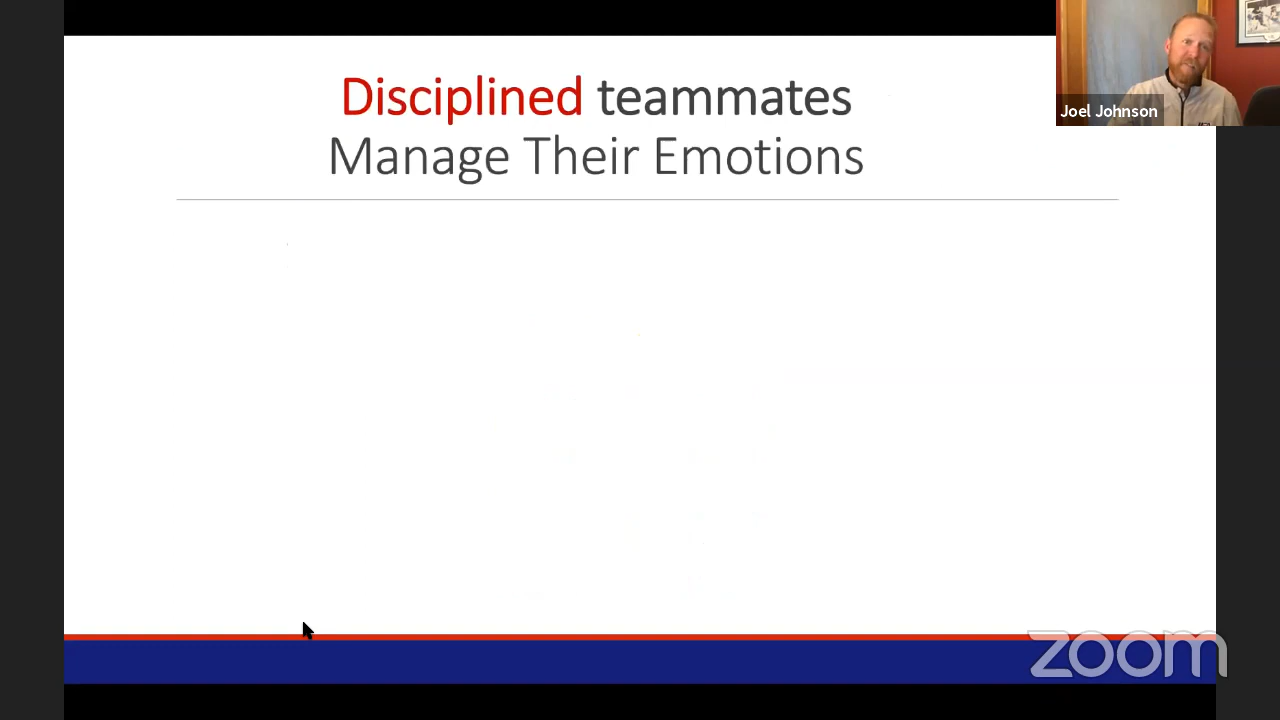 Disciplined teammates
Manage Their Emotions
Joel Johnson
zoom